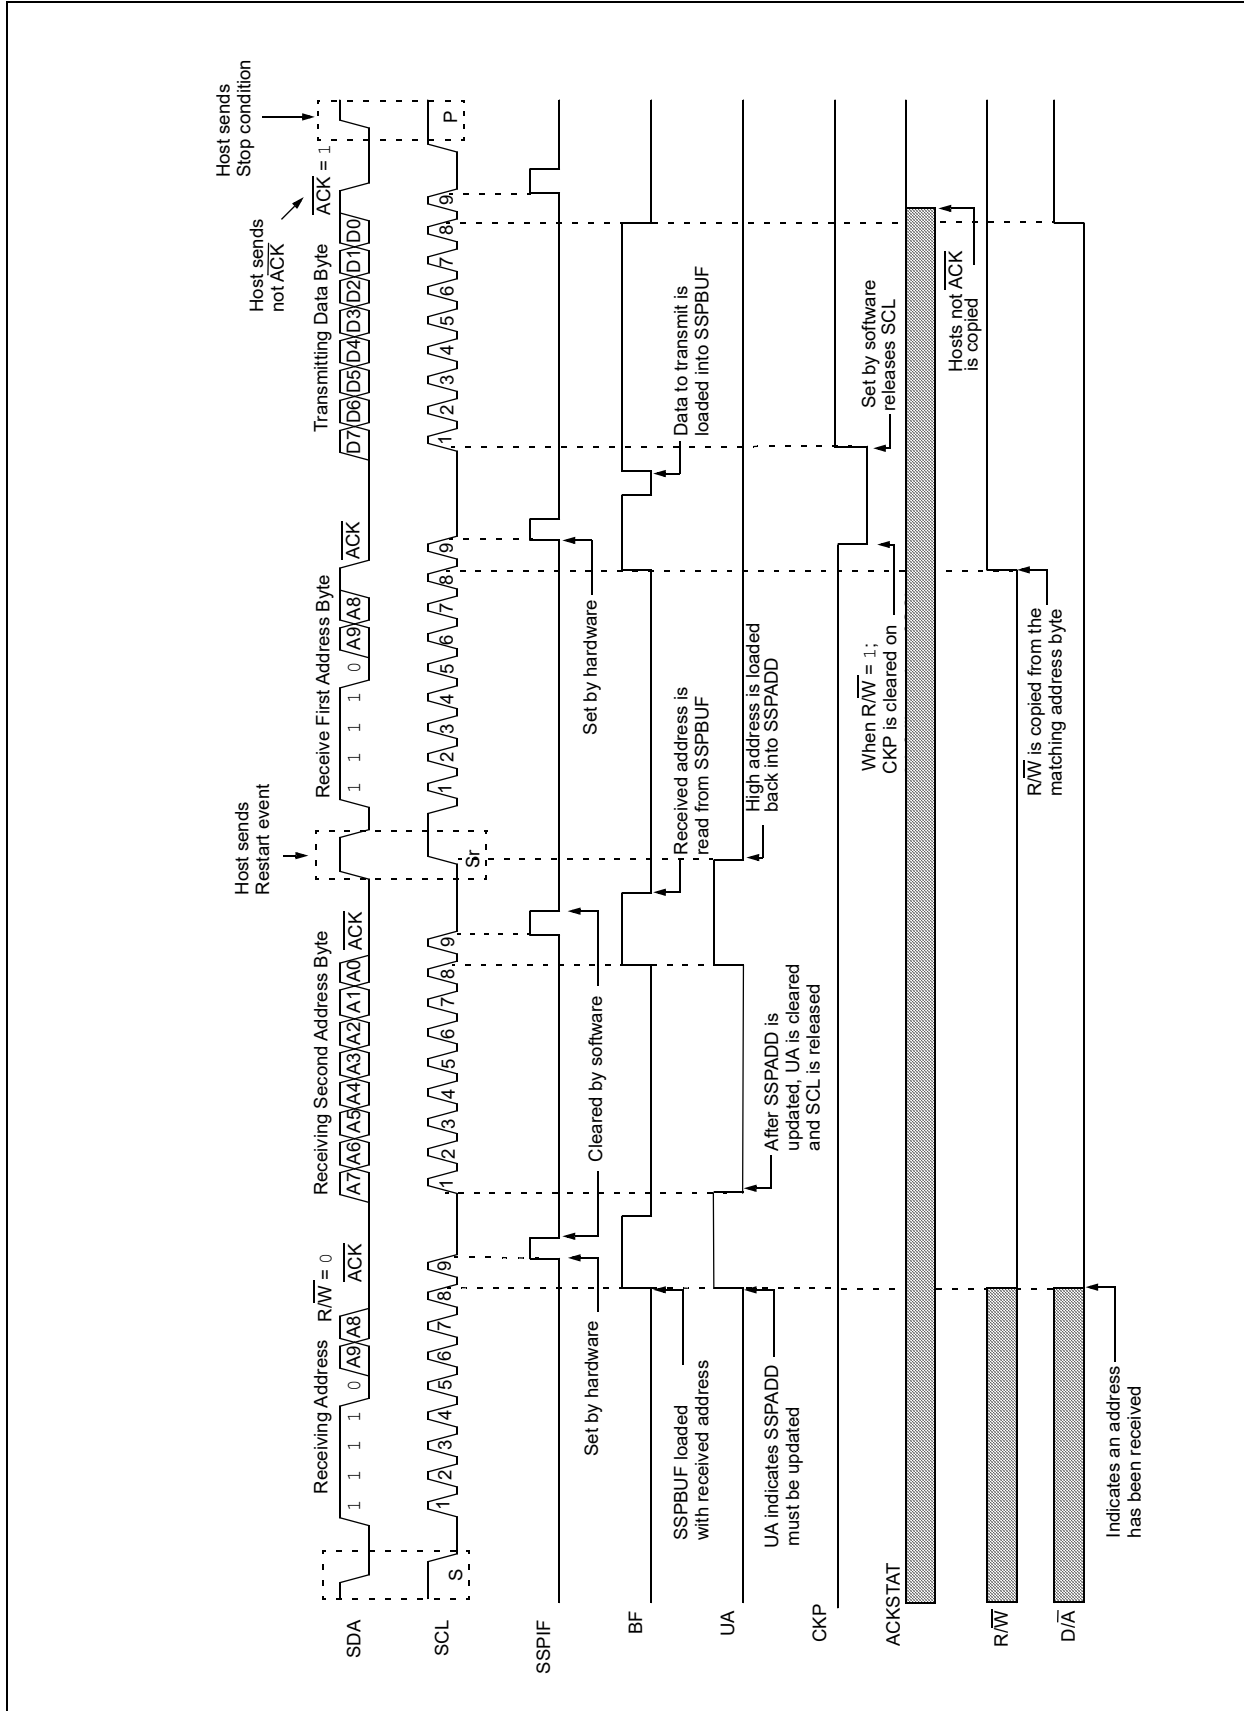 Host sends
Stop condition
Host sends
not ACK
Host sends
Restart event
Receiving Address R/W = 0
ACK
Receiving Second Address Byte
ACK
Receive First Address Byte
ACK
Transmitting Data Byte
ACK = 1
SDA
1 1 1 1 0 A9 A8
A7 A6 A5 A4 A3 A2 A1 A0
1 1 1 1 0 A9 A8
D7 D6 D5 D4 D3 D2 D1 D0
SCL
S
1 2 3 4 5 6 7 8 9
1 2 3 4 5 6 7 8 9
Sr
1 2 3 4 5 6 7 8 9
1 2 3 4 5 6 7 8 9
P
SSPIF
Set by hardware
Cleared by software
Set by hardware
BF
SSPBUF loaded
with received address
Received address is
read from SSPBUF
Data to transmit is
loaded into SSPBUF
UA
UA indicates SSPADD
must be updated
After SSPADD is
updated, UA is cleared
and SCL is released
High address is loaded
back into SSPADD
CKP
When R/W = 1;
CKP is cleared on
Set by software
releases SCL
ACKSTAT
Hosts not ACK
is copied
R/W
R/W is copied from the
matching address byte
D/A
Indicates an address
has been received